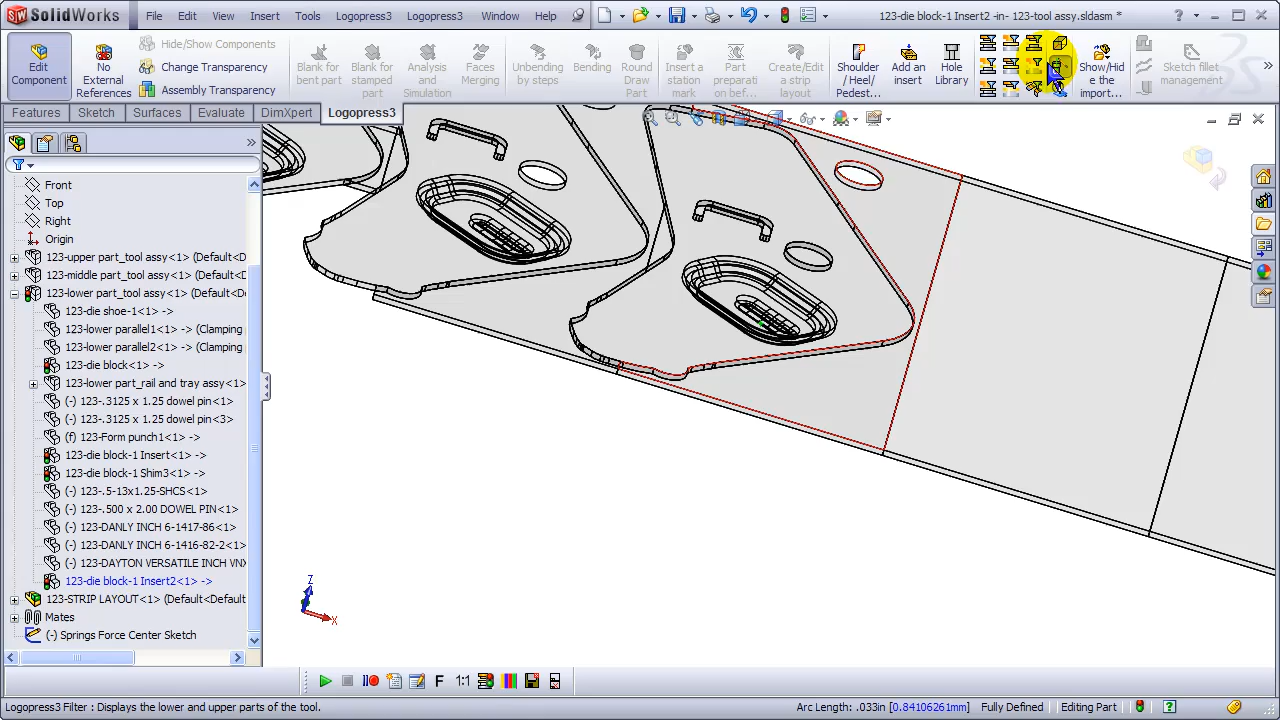 SolidWorks File Edit View Insert Tools Logopress3 Logopress3 Window Help 123-die block-1 Insert2 -in- 123-tool assy.sldasm *
Edit Component
No External References
Hide/Show Components
Change Transparency
Assembly Transparency
Blank for bent part
Blank for stamped part
Analysis and Simulation
Faces Merging
Unbending by steps
Bending
Round Draw Part
Insert a station mark
Part preparati on bef...
Create/Edit a strip layout
Shoulder / Heel/ Pedest...
Add an insert
Hole Library
Show/Hid e the import...
Sketch fillet management
Features Sketch Surfaces Evaluate DimXpert Logopress3
Front
Top
Right
Origin
123-upper part_tool assy<1> (Default<D
123-middle part_tool assy<1> (Default<
123-lower part_tool assy<1> (Default<D
123-die shoe-1<1> ->
123-lower parallel1<1> -> (Clamping
123-lower parallel2<1> -> (Clamping
123-die block<1> ->
123-lower part_rail and tray assy<1>
(-) 123-.3125 x 1.25 dowel pin<1>
(-) 123-.3125 x 1.25 dowel pin<3>
(f) 123-Form punch1<1> ->
123-die block-1 Insert<1> ->
123-die block-1 Shim3<1> ->
(-) 123-.5-13x1.25-SHCS<1>
(-) 123-.500 x 2.00 DOWEL PIN<1>
(-) 123-DANLY INCH 6-1417-86<1>
(-) 123-DANLY INCH 6-1416-82-2<1>
(-) 123-DAYTON VERSATILE INCH VNX
123-die block-1 Insert2<1> ->
123-STRIP LAYOUT<1> (Default<Default
Mates
(-) Springs Force Center Sketch
Z
X
F 1:1
Logopress3 Filter : Displays the lower and upper parts of the tool. Arc Length: .033in [0.84106261mm] Fully Defined Editing Part